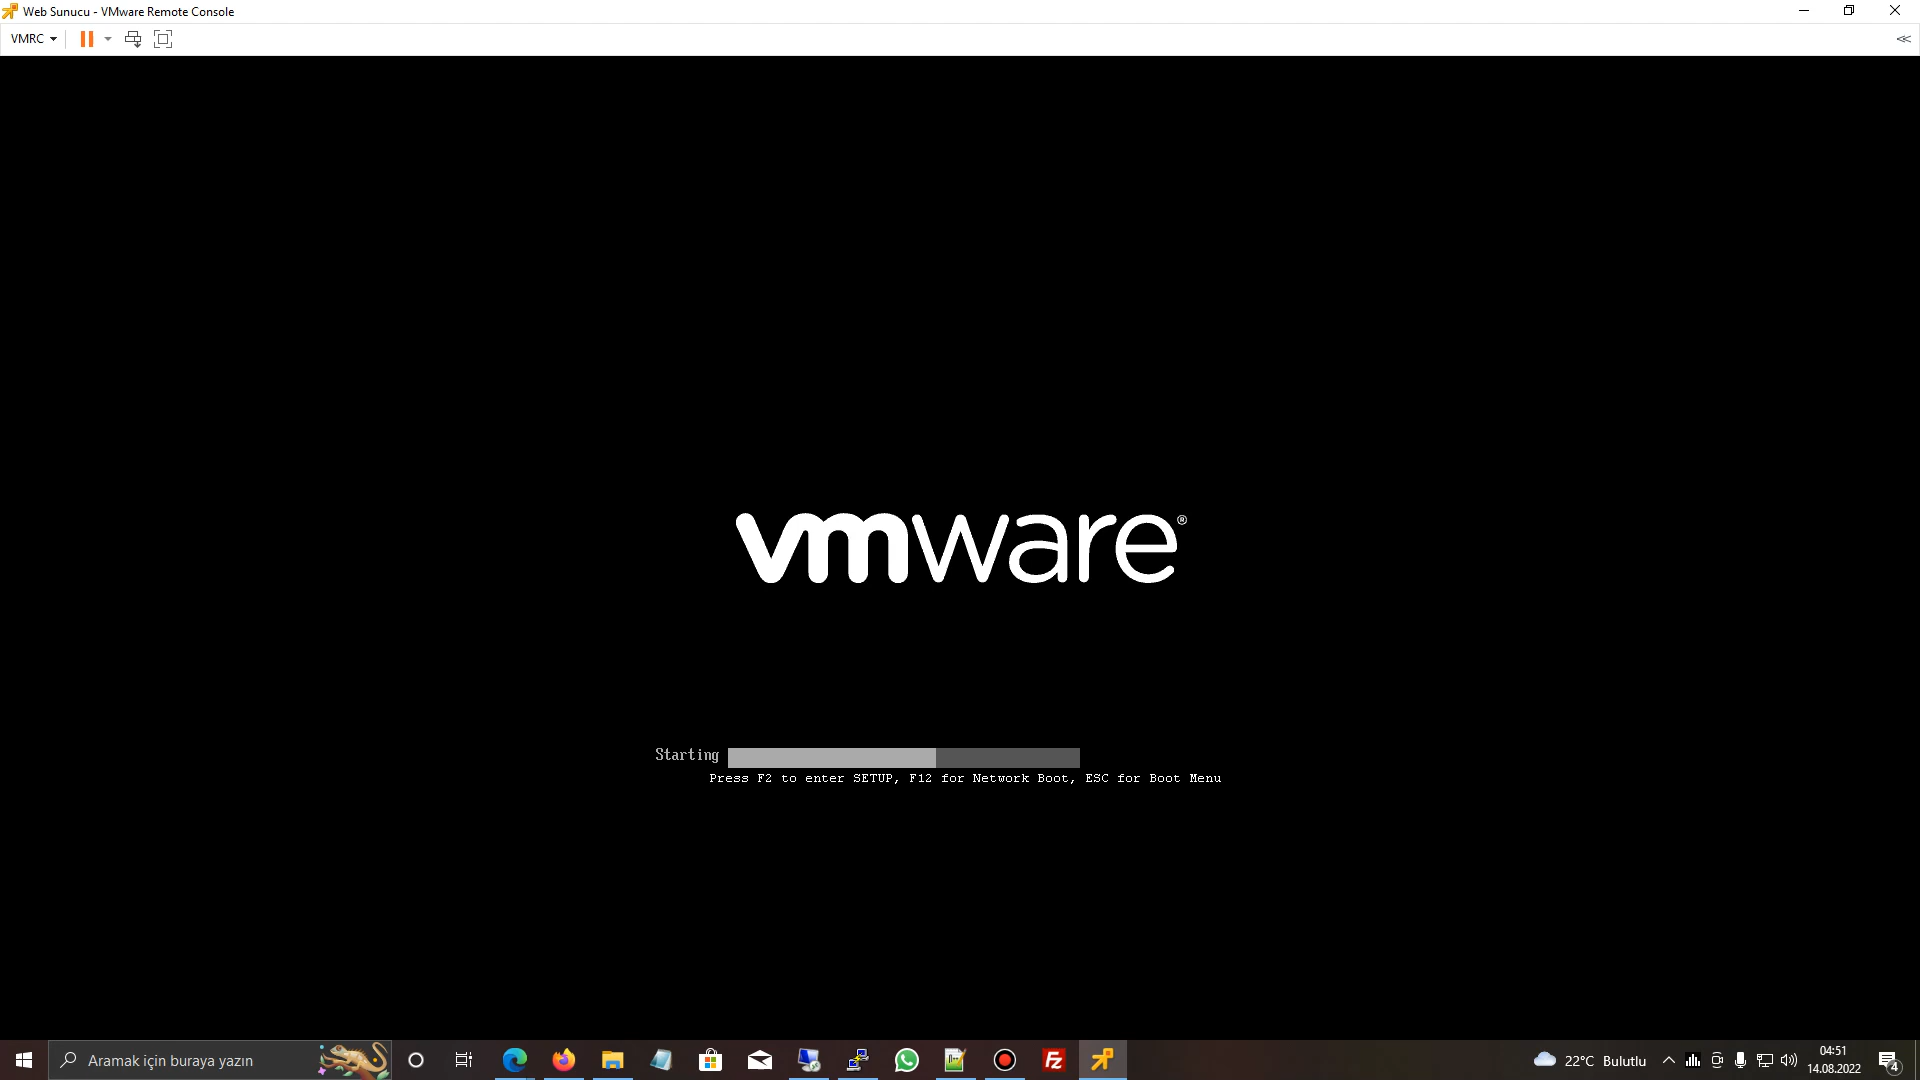 Web Sunucu - VMware Remote Console
VMRC
vmware®
Starting
Press F2 to enter SETUP, F12 for Network Boot, ESC for Boot Menu
Aramak için buraya yazın
22°C Bulutlu
04:51
14.08.2022
4